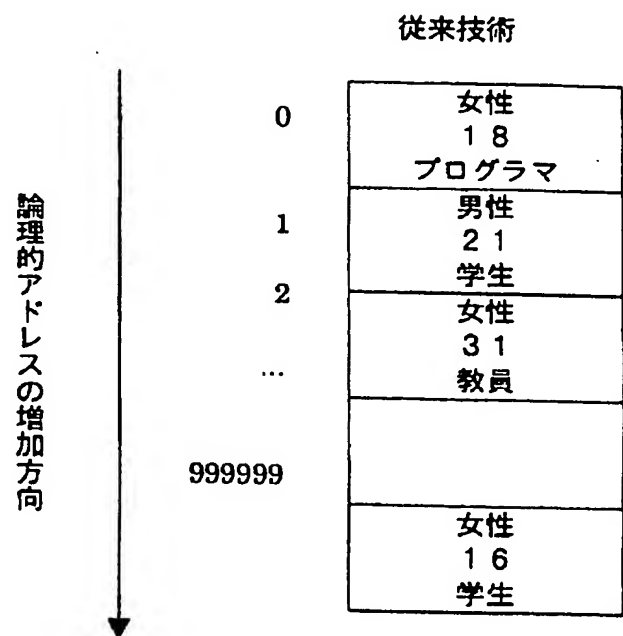 従来技術
論理的アドレスの増加方向
0
女性
18
プログラマ
1
男性
21
学生
2
女性
31
教員
…
999999
女性
16
学生